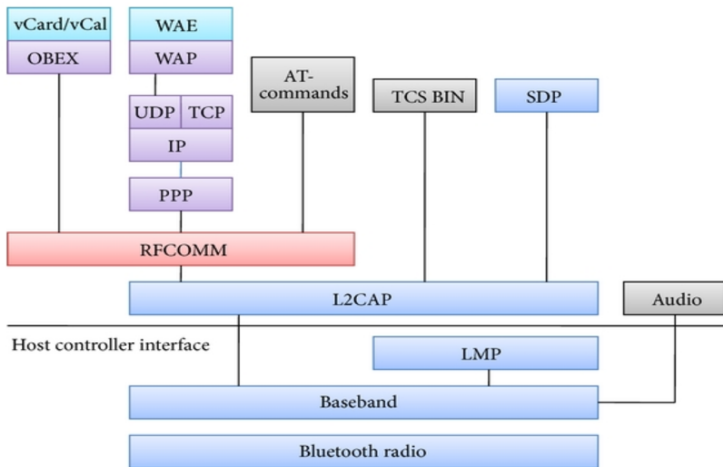 vCard/vCal
WAE
OBEX
WAP
AT-
commands
TCS BIN
SDP
UDP
TCP
IP
PPP
RFCOMM
L2CAP
Audio
Host controller interface
LMP
Baseband
Bluetooth radio